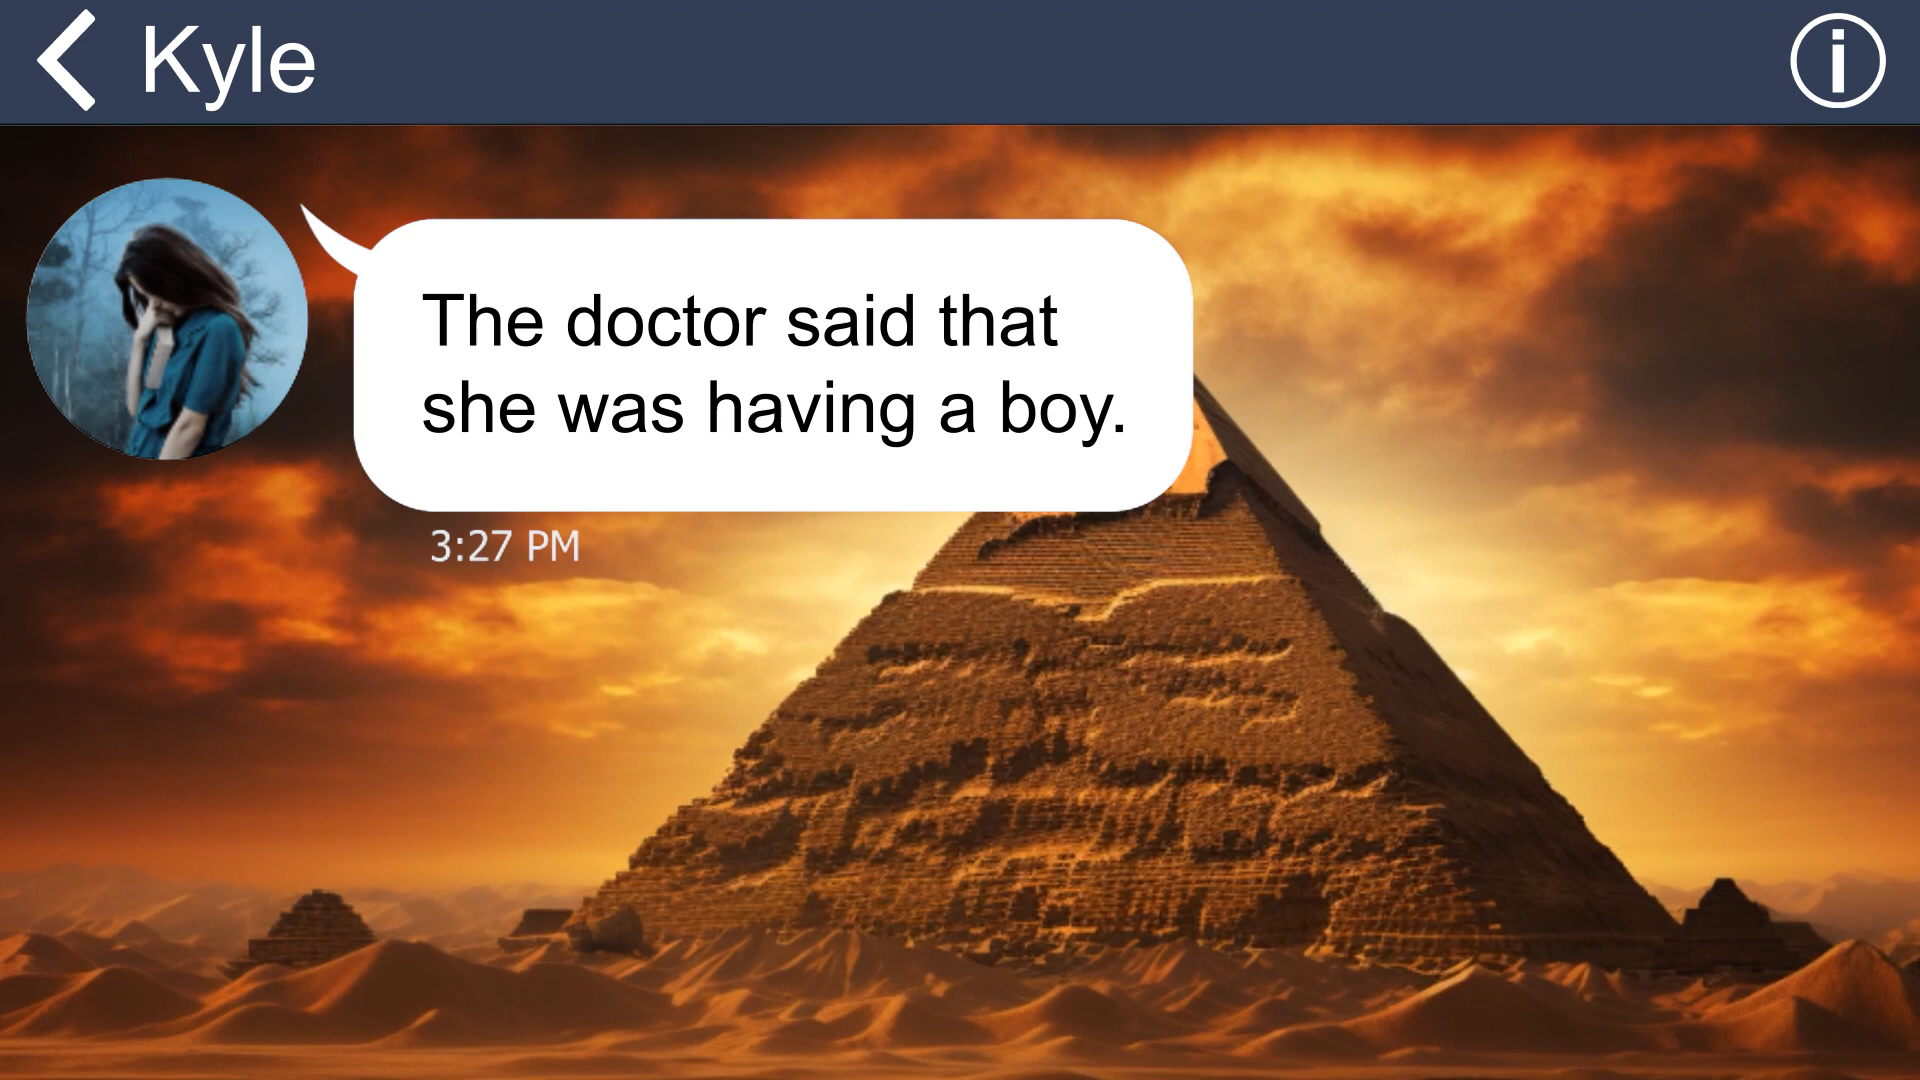 Kyle
The doctor said that
she was having a boy.
3:27 PM